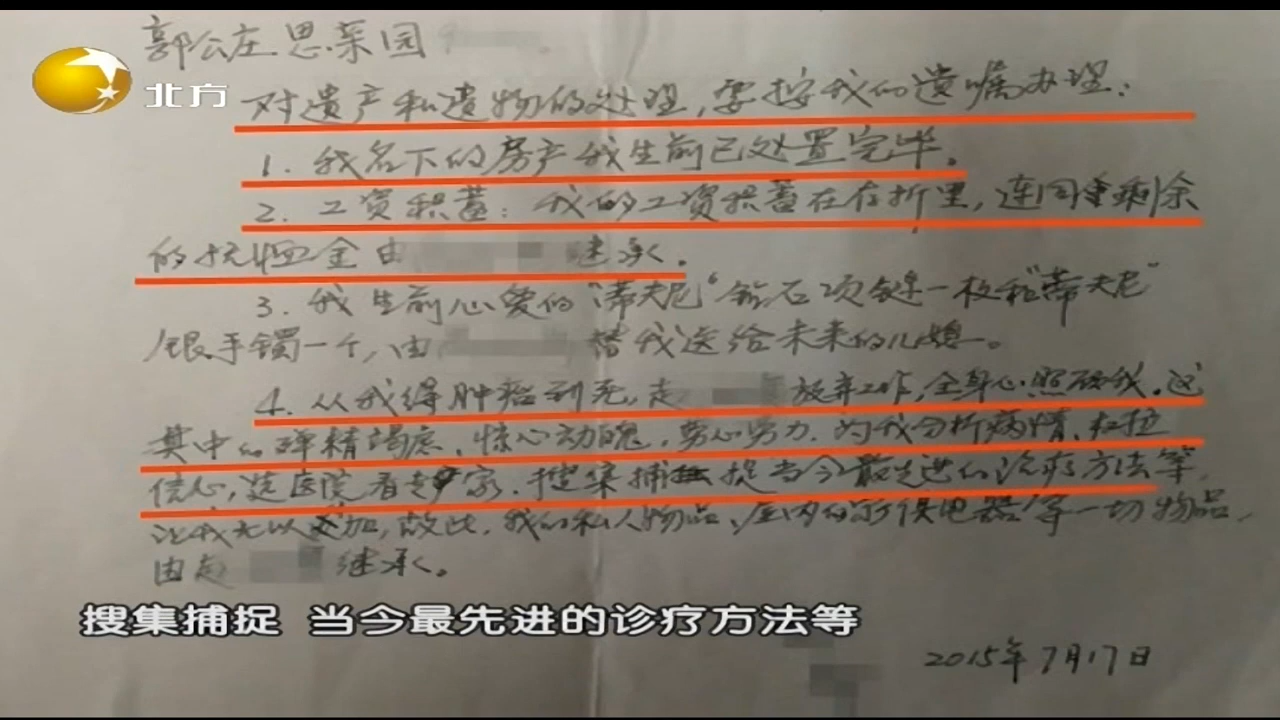 郭公庄思菜园
北方
对遗产和遗物的处理,要按我的遗嘱办理:
1. 我名下的房产我生前已处置完毕。
2. 工资积蓄:我的工资积蓄在存折里,连同剩余
的抚恤金由 继承。
3. 我生前心爱的“蒂夫尼”钻石项链一枚和“蒂夫尼”
银手镯一个,由 替我送给未来的儿媳。
4. 从我得肿瘤到死,赵 放弃工作,全身心照顾我。这
其中的殚精竭虑、惊心动魄,劳心劳力,为我分析病情、树立
信心,选医院看专家,搜集捕捉当今最先进的治疗方法等,
让我无以复加,故此,我的私人物品、屋内的家俱电器等一切物品,
由赵 继承。
搜集捕捉 当今最先进的诊疗方法等
2015年7月17日